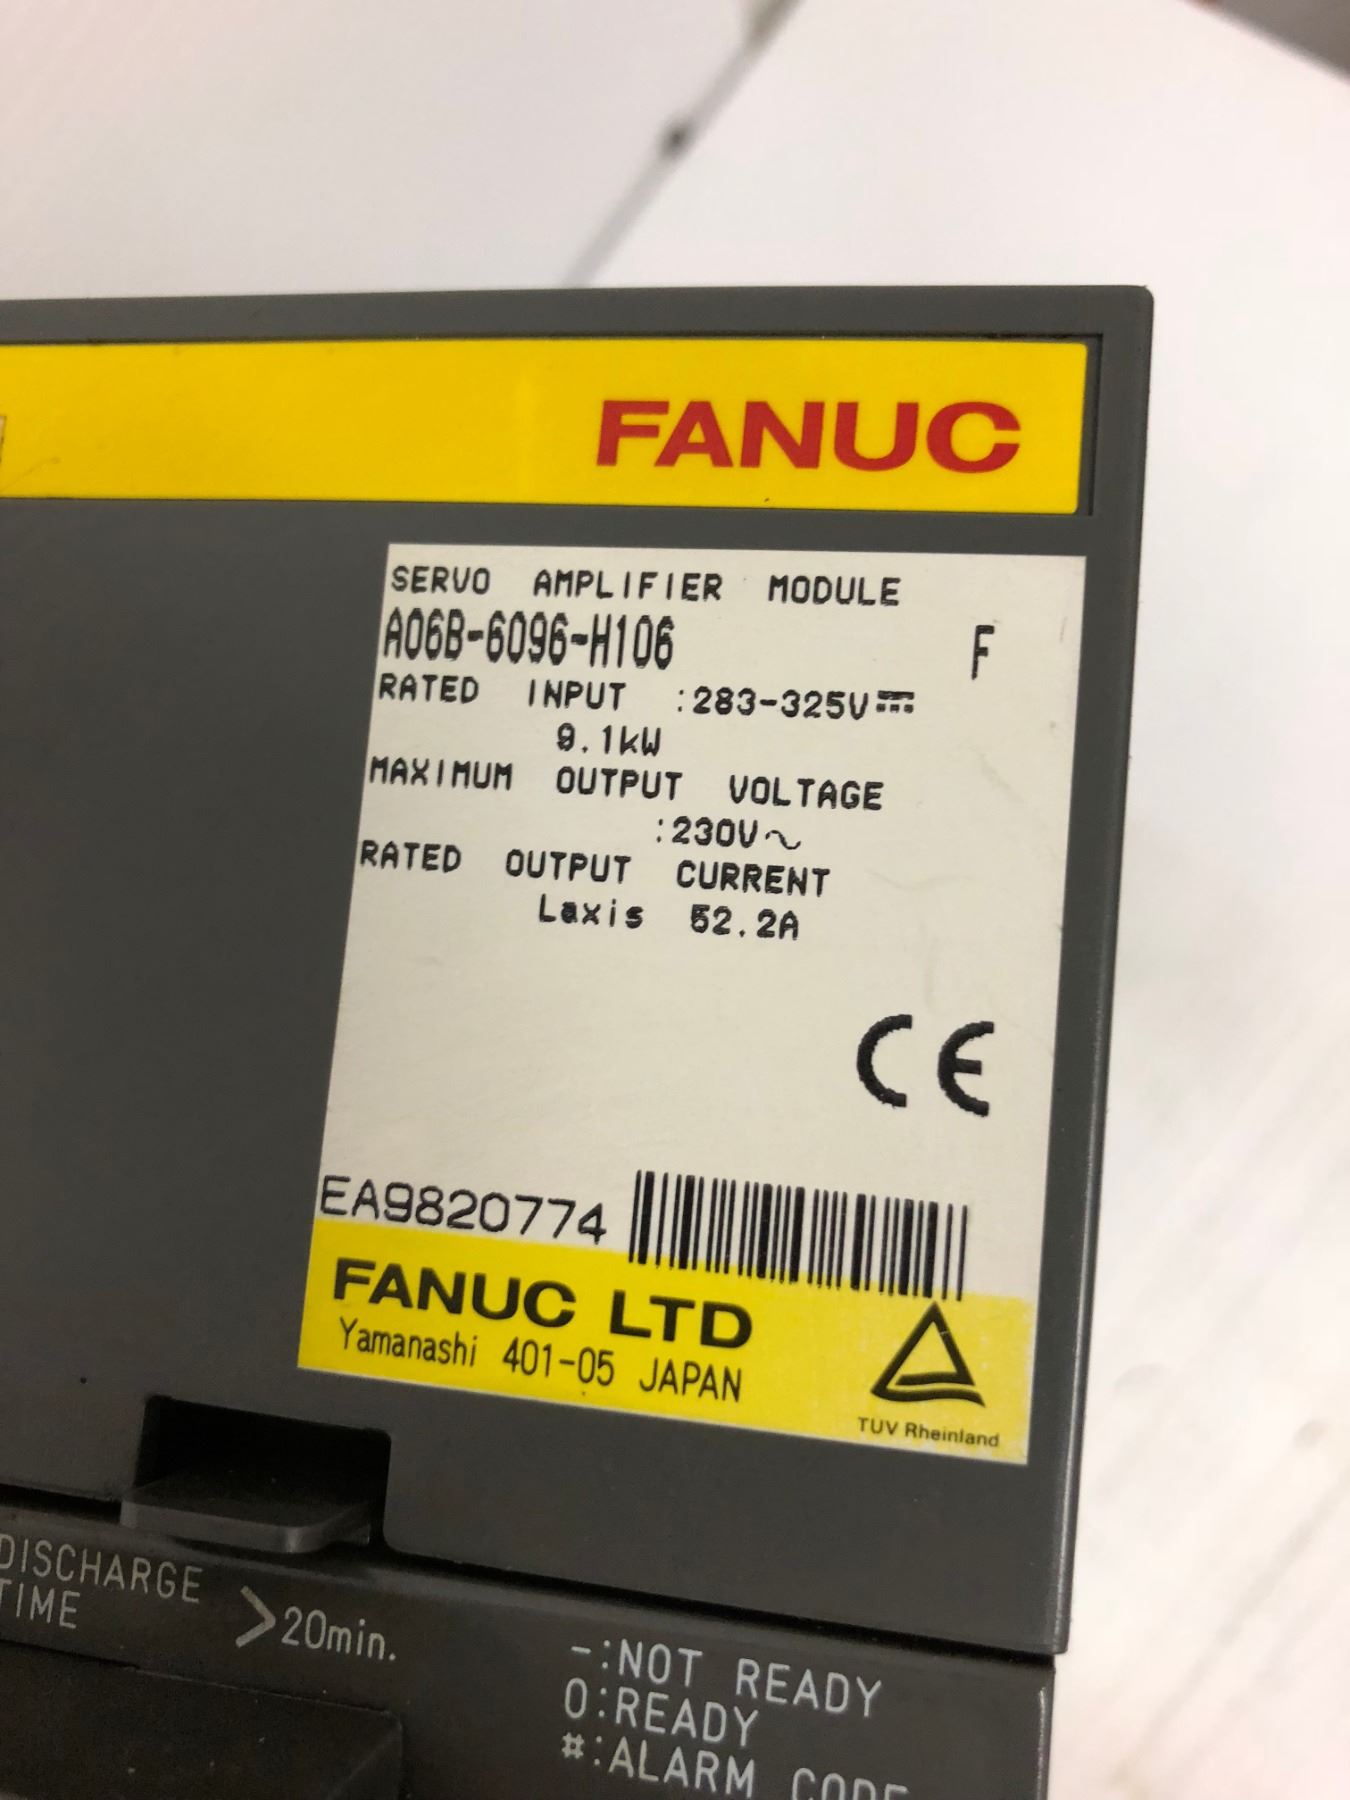 FANUC
SERVO AMPLIFIER MODULE
A06B-6096-H106 F
RATED INPUT :283-325V⎓
9.1kW
MAXIMUM OUTPUT VOLTAGE
:230V~
RATED OUTPUT CURRENT
Laxis 52.2A
CE
EA9820774
FANUC LTD
Yamanashi 401-05 JAPAN
TUV Rheinland
DISCHARGE
TIME >20min.
-:NOT READY
0:READY
#:ALARM CODE